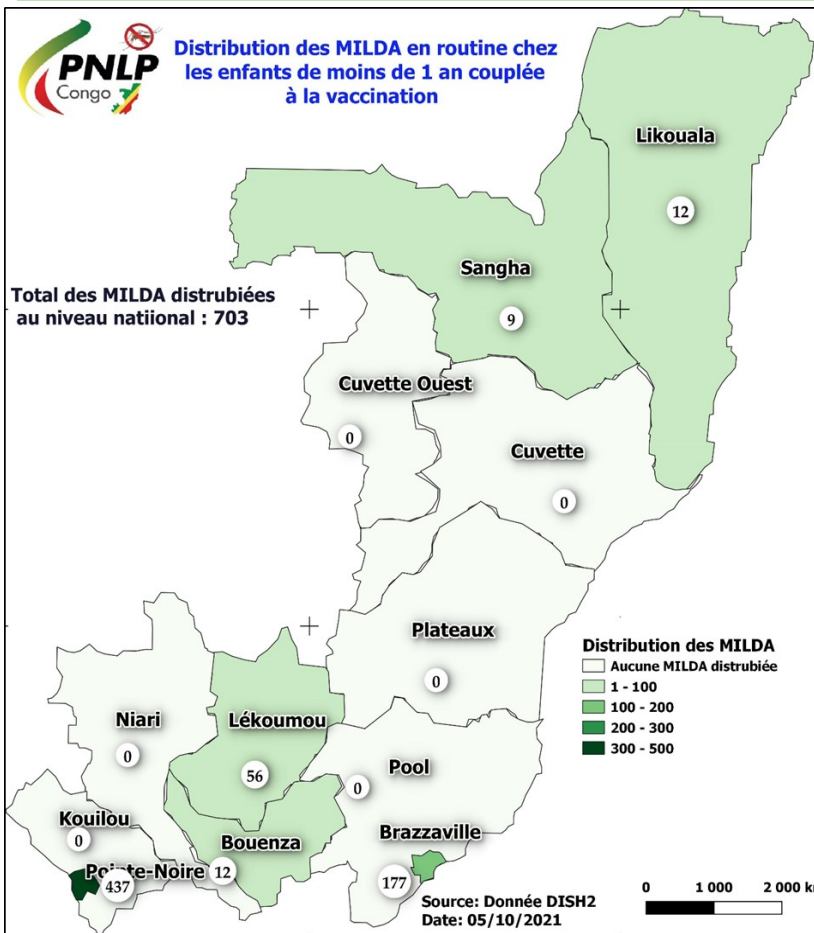 PNLP
Congo
Distribution des MILDA en routine chez
les enfants de moins de 1 an couplée
à la vaccination
Likouala
12
Sangha
9
Total des MILDA distrubiées
au niveau natiional : 703
Cuvette Ouest
0
Cuvette
0
Plateaux
0
Distribution des MILDA
Aucune MILDA distrubiée
1 - 100
100 - 200
200 - 300
300 - 500
Niari
0
Lékoumou
56
Pool
0
Kouilou
0
Bouenza
12
Brazzaville
177
Pointe-Noire
437
Source: Donnée DISH2
Date: 05/10/2021
0 1 000 2 000 km